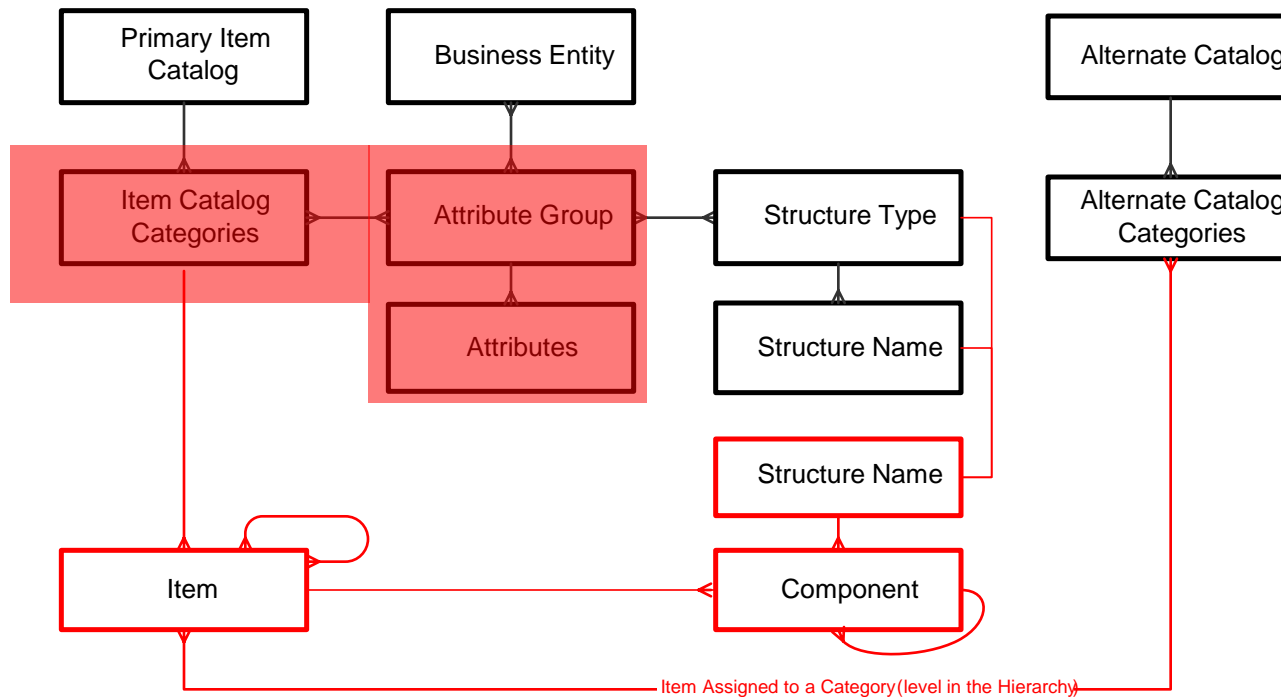 Primary Item
Catalog
Business Entity
Alternate Catalog
Item Catalog
Categories
Attribute Group
Structure Type
Alternate Catalog
Categories
Attributes
Structure Name
Structure Name
Item
Component
Item Assigned to a Category(level in the Hierarchy)